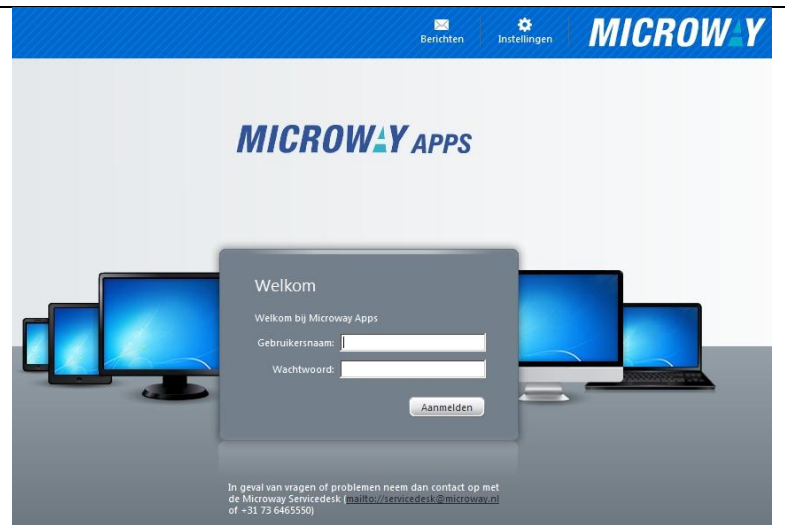 Berichten
Instellingen
MICROWAY
MICROWAY APPS
Welkom
Welkom bij Microway Apps
Gebruikersnaam:
Wachtwoord:
Aanmelden
In geval van vragen of problemen neem dan contact op met
de Microway Servicedesk (mailto://servicedesk@microway.nl
of +31 73 6465550)